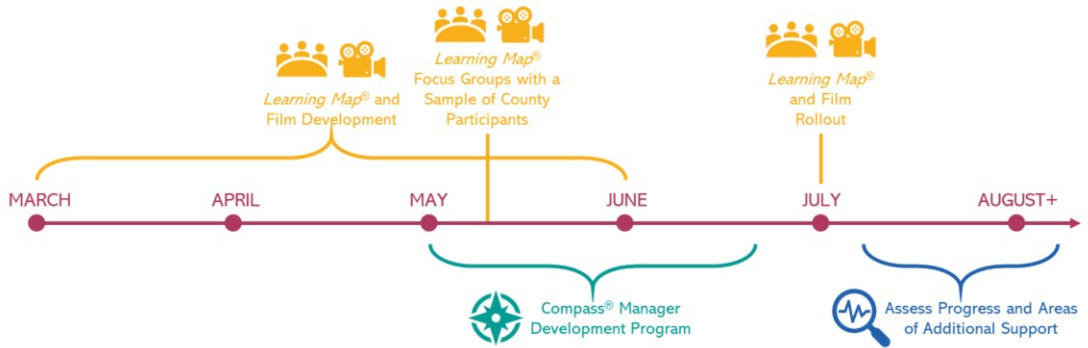 Learning Map® and
Film Development
Learning Map®
Focus Groups with a
Sample of County
Participants
Learning Map®
and Film
Rollout
MARCH
APRIL
MAY
JUNE
JULY
AUGUST+
Compass® Manager
Development Program
Assess Progress and Areas
of Additional Support